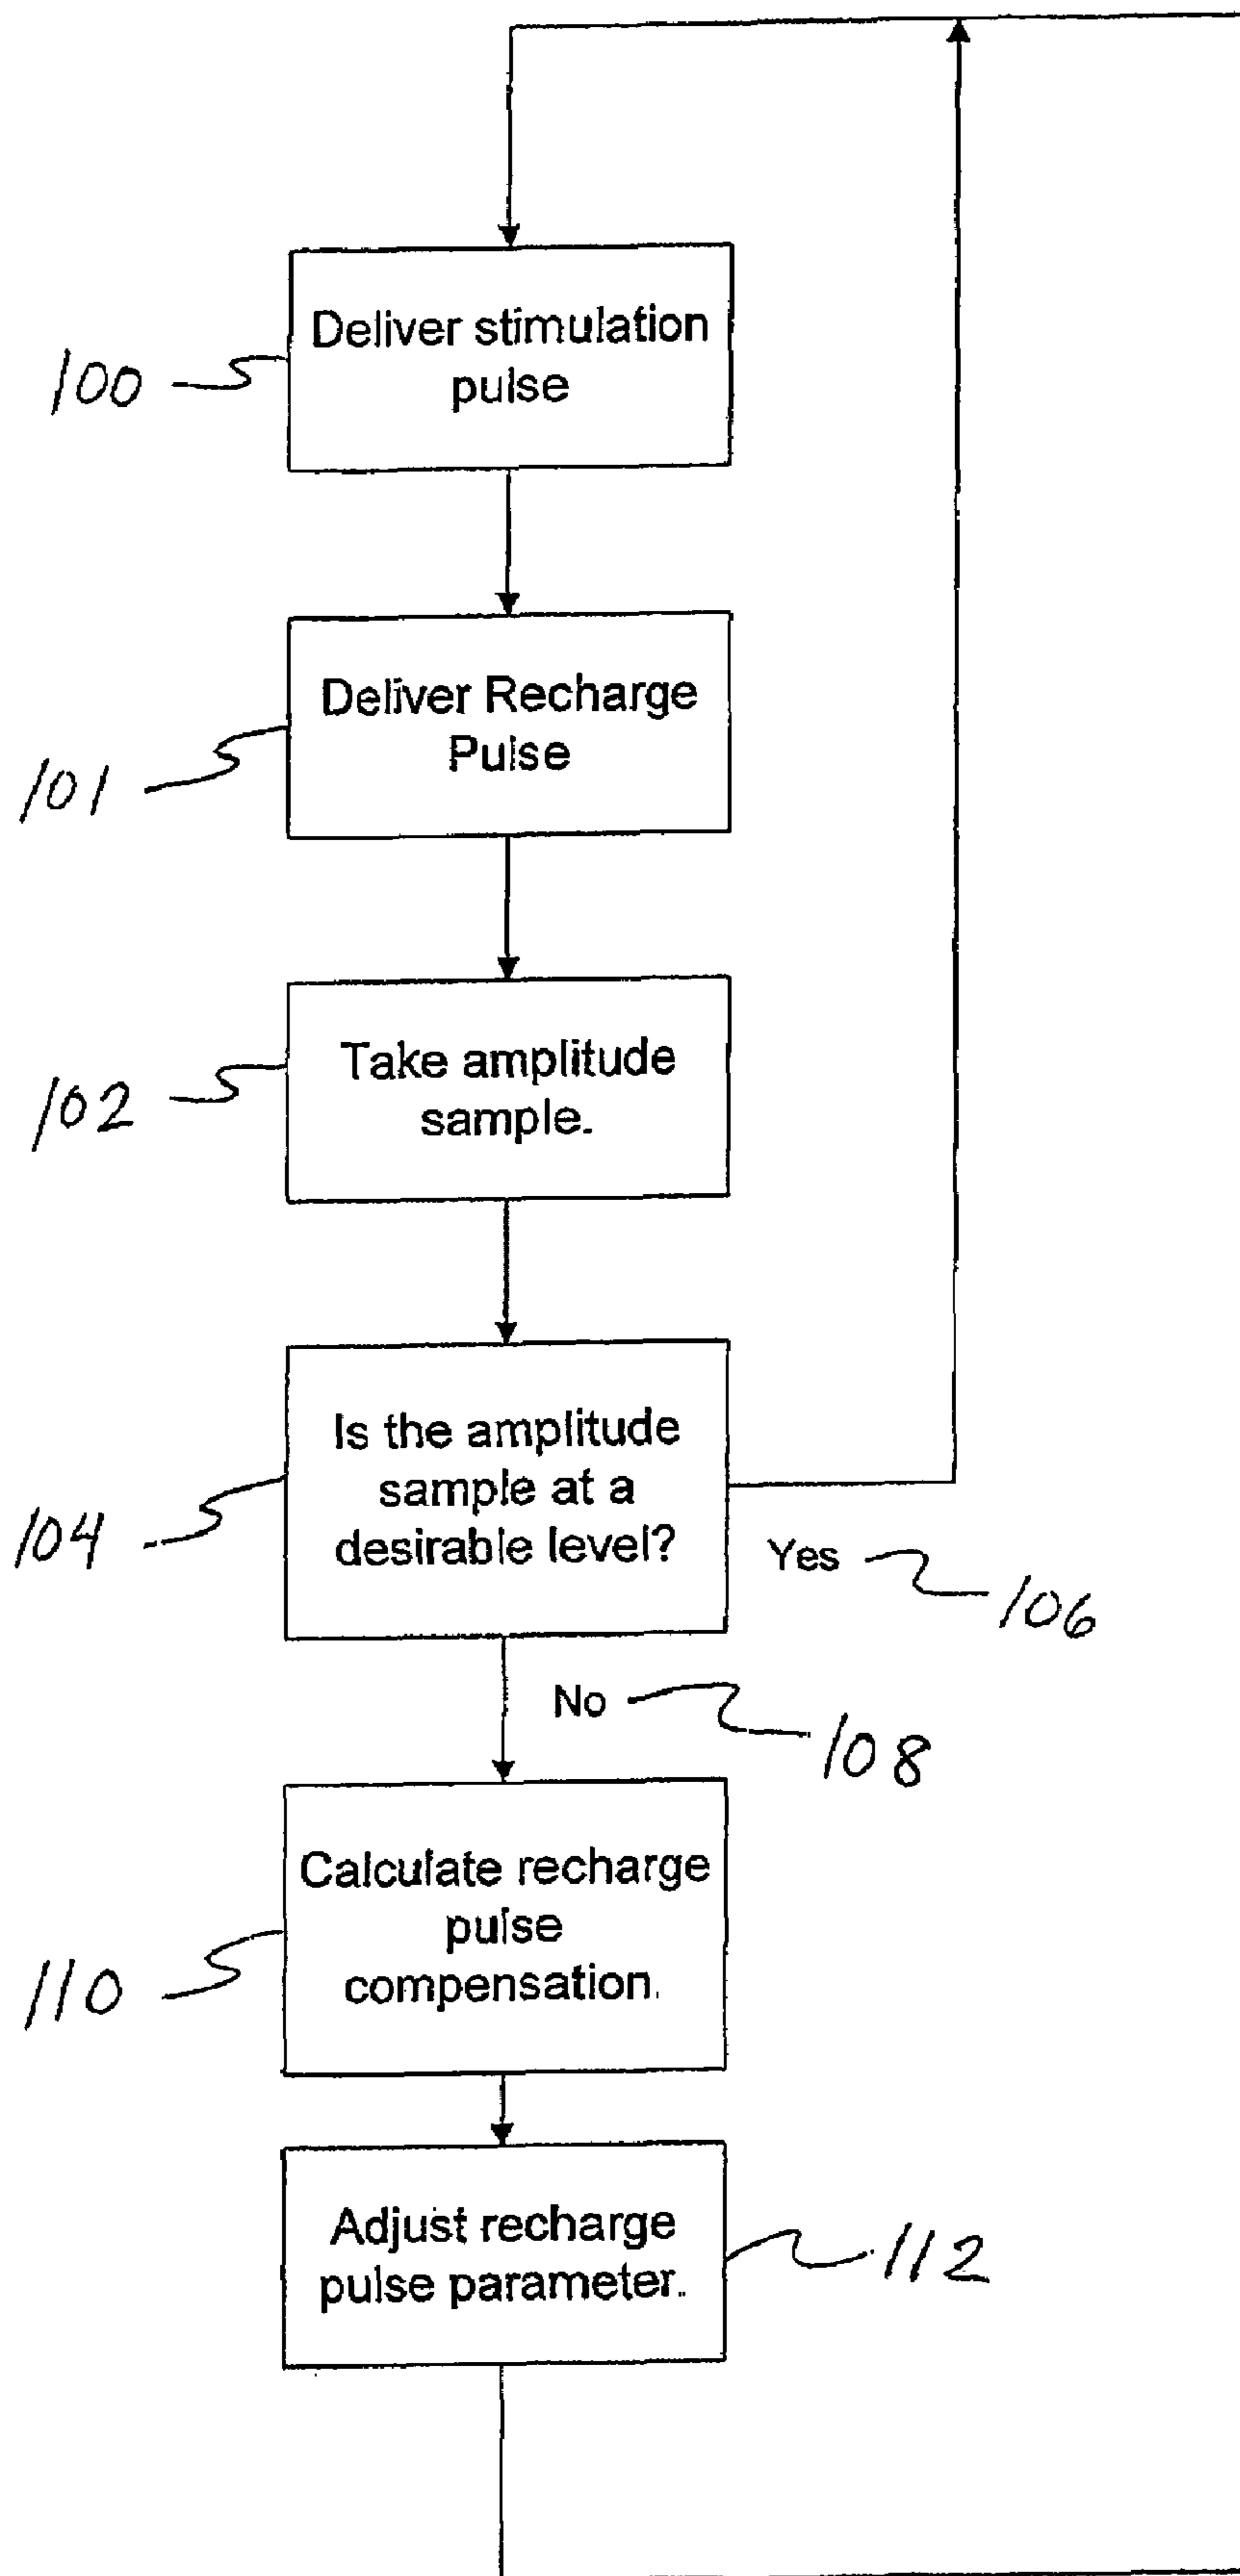 Deliver stimulation
pulse
100
Deliver Recharge
Pulse
101
Take amplitude
sample.
102
Is the amplitude
sample at a
desirable level?
104
Yes
106
No
108
Calculate recharge
pulse
compensation.
110
Adjust recharge
pulse parameter.
112